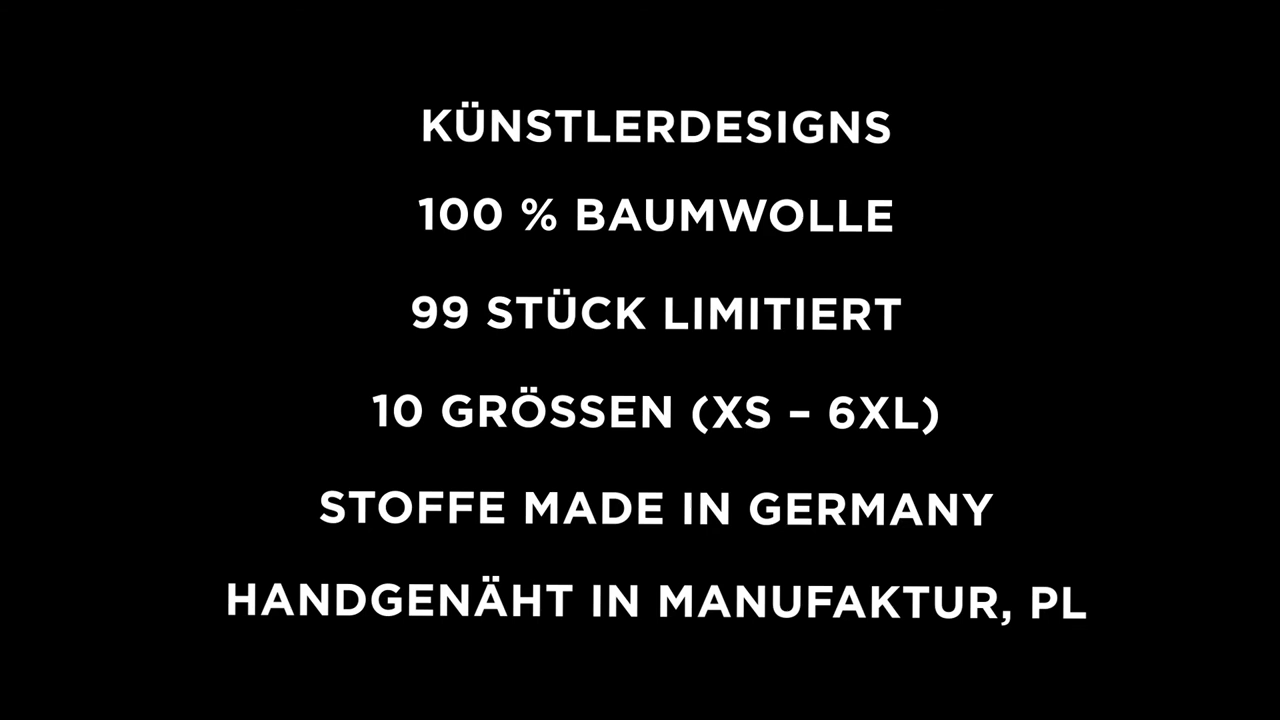 KÜNSTLERDESIGNS
100 % BAUMWOLLE
99 STÜCK LIMITIERT
10 GRÖSSEN (XS – 6XL)
STOFFE MADE IN GERMANY
HANDGENÄHT IN MANUFAKTUR, PL